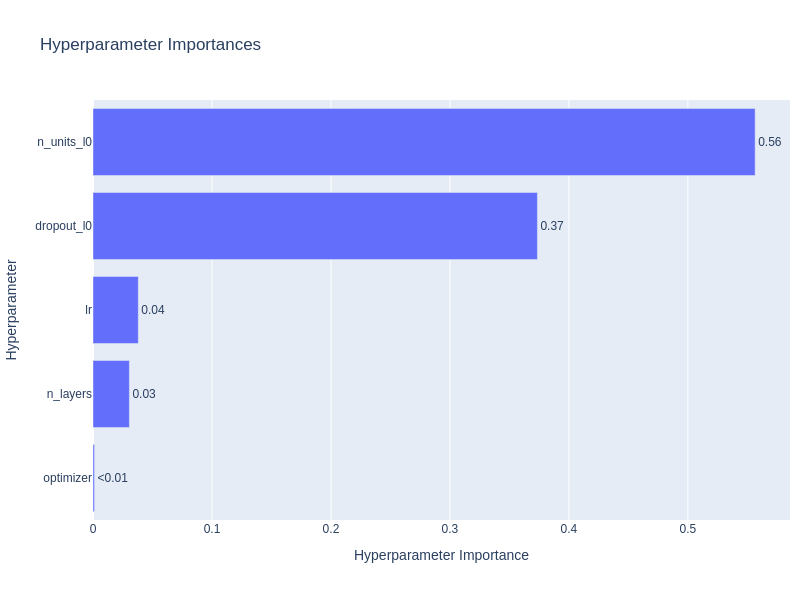 Hyperparameter Importances
n_units_l0
0.56
dropout_l0
0.37
lr
0.04
n_layers
0.03
optimizer
<0.01
0
0.1
0.2
0.3
0.4
0.5
Hyperparameter Importance
Hyperparameter